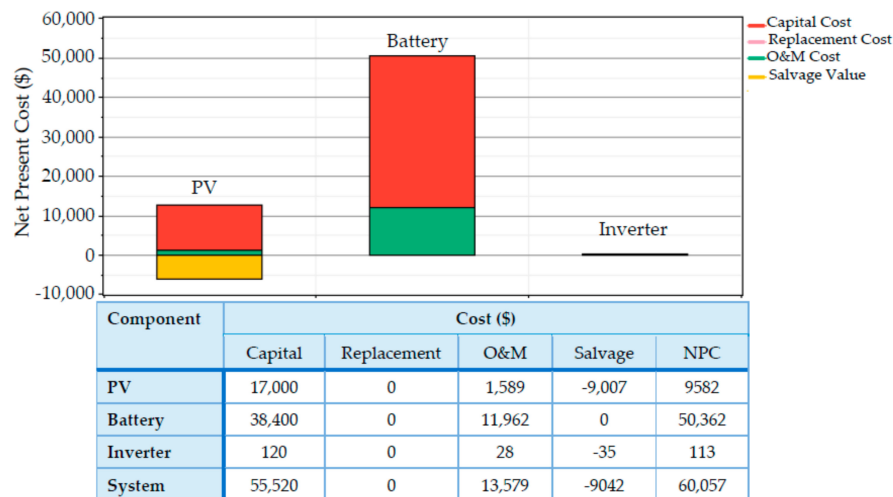 60,000
50,000
40,000
30,000
20,000
10,000
0
-10,000
Net Present Cost ($)
PV
Battery
Inverter
Capital Cost
Replacement Cost
O&M Cost
Salvage Value
Component Cost ($)
Capital Replacement O&M Salvage NPC
PV 17,000 0 1,589 -9,007 9582
Battery 38,400 0 11,962 0 50,362
Inverter 120 0 28 -35 113
System 55,520 0 13,579 -9042 60,057